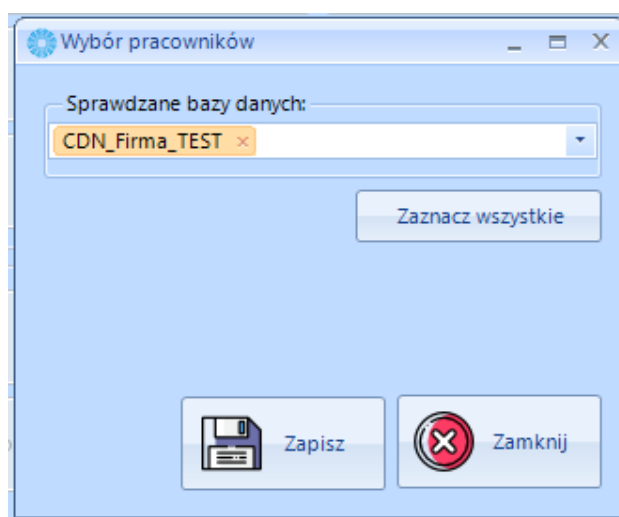 Wybór pracowników
Sprawdzane bazy danych:
CDN_Firma_TEST ×
Zaznacz wszystkie
Zapisz
Zamknij